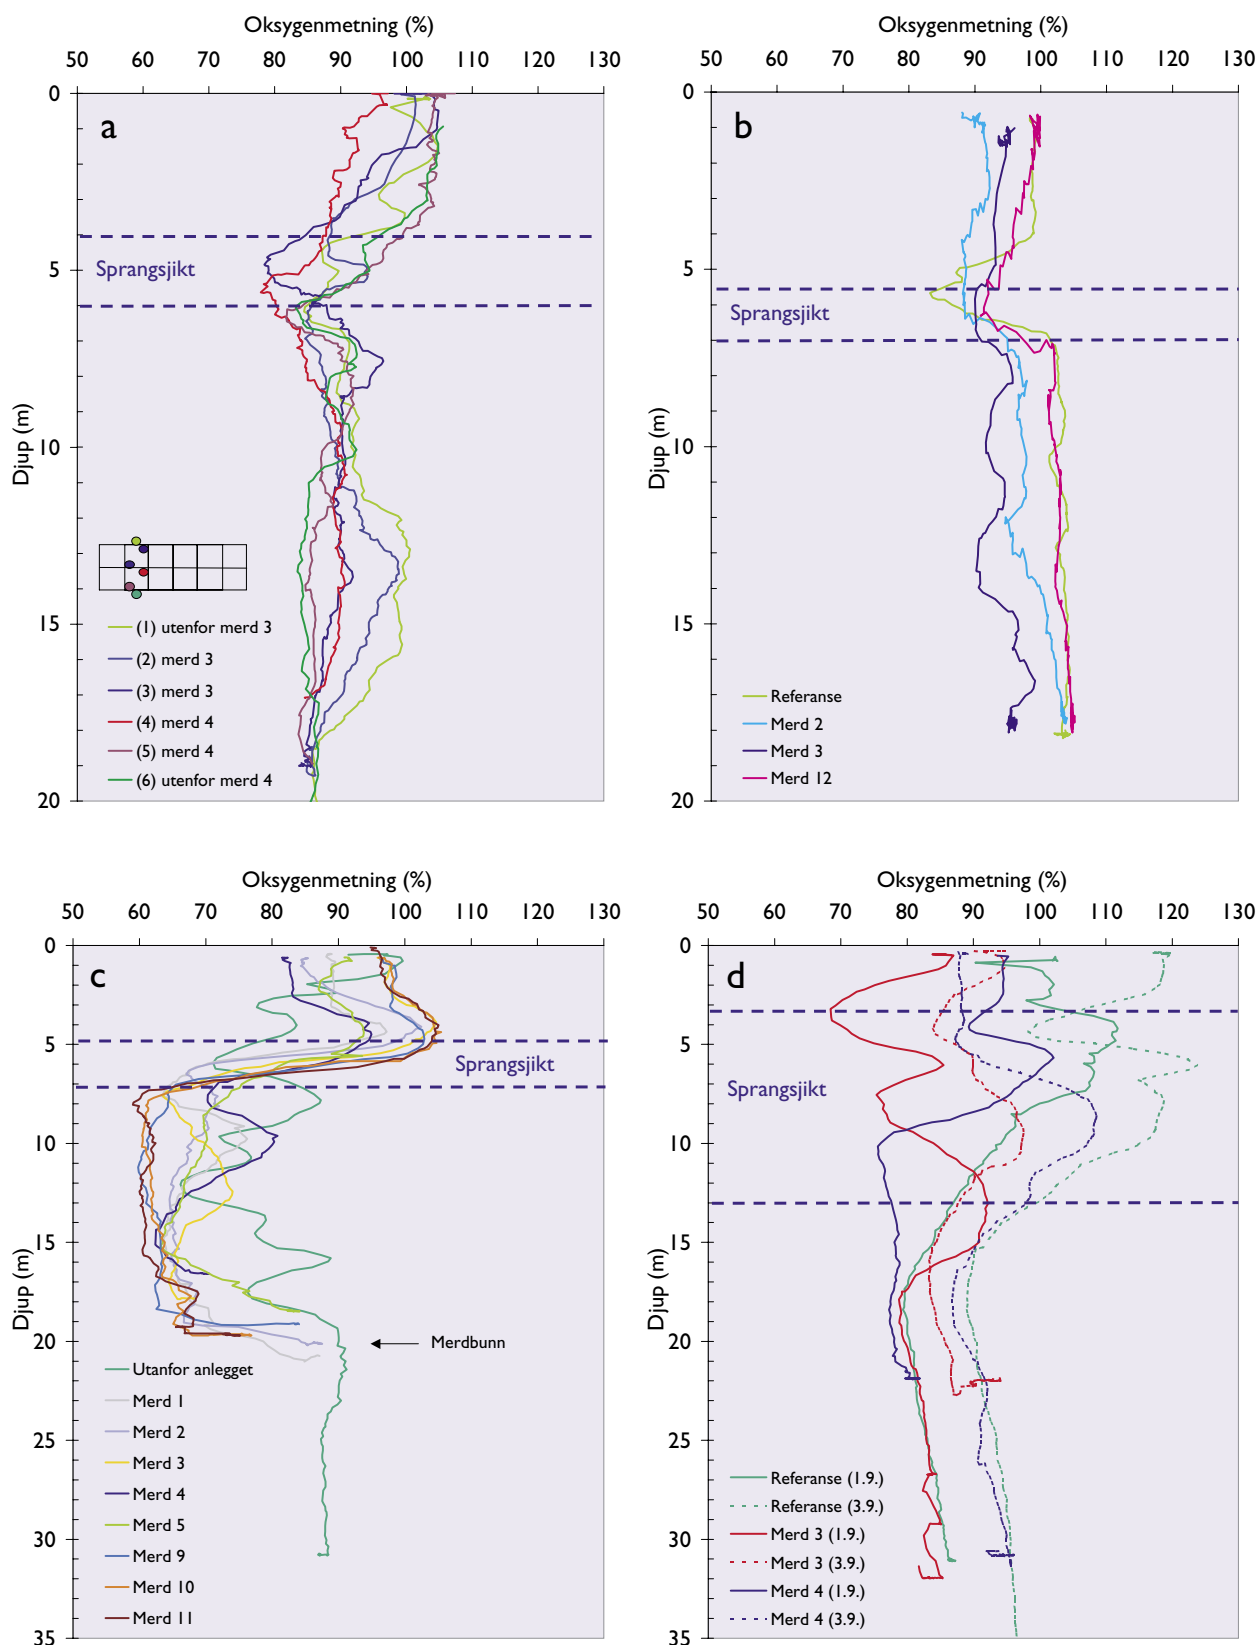 Oksygenmetning (%)
50 60 70 80 90 100 110 120 130
0
5
10
15
20
Djup (m)
a
Sprangsjikt
(1) utenfor merd 3
(2) merd 3
(3) merd 3
(4) merd 4
(5) merd 4
(6) utenfor merd 4
Oksygenmetning (%)
50 60 70 80 90 100 110 120 130
0
5
10
15
20
Djup (m)
b
Sprangsjikt
Referanse
Merd 2
Merd 3
Merd 12
Oksygenmetning (%)
50 60 70 80 90 100 110 120 130
0
5
10
15
20
25
30
35
Djup (m)
c
Sprangsjikt
Merdbunn
Utanfor anlegget
Merd 1
Merd 2
Merd 3
Merd 4
Merd 5
Merd 9
Merd 10
Merd 11
Oksygenmetning (%)
50 60 70 80 90 100 110 120 130
0
5
10
15
20
25
30
35
Djup (m)
d
Sprangsjikt
Referanse (1.9.)
Referanse (3.9.)
Merd 3 (1.9.)
Merd 3 (3.9.)
Merd 4 (1.9.)
Merd 4 (3.9.)